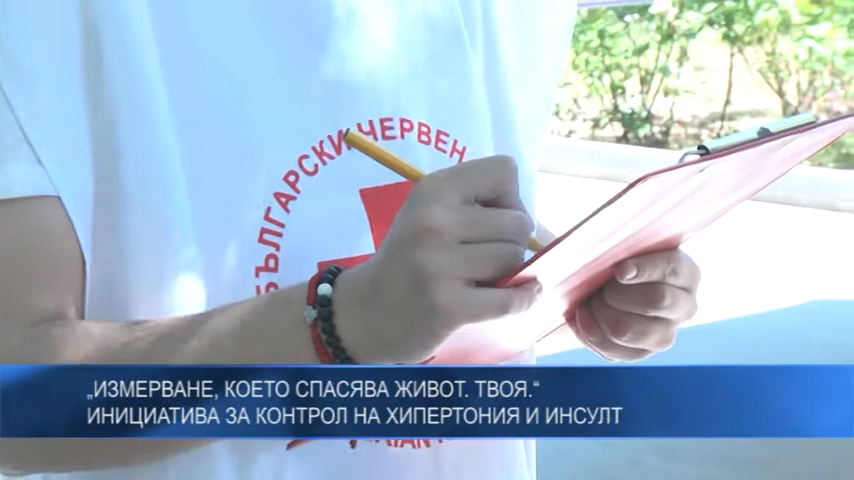 БЪЛГАРСКИ ЧЕРВЕН
„ИЗМЕРВАНЕ, КОЕТО СПАСЯВА ЖИВОТ. ТВОЯ.“
ИНИЦИАТИВА ЗА КОНТРОЛ НА ХИПЕРТОНИЯ И ИНСУЛТ